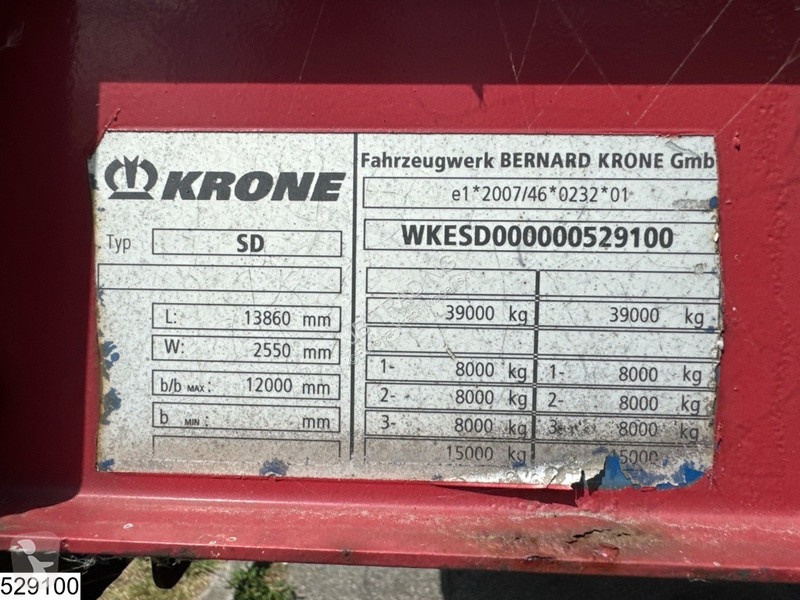 KRONE
Typ SD
L: 13860 mm
W: 2550 mm
b/b MAX: 12000 mm
b MIN: mm
Fahrzeugwerk BERNARD KRONE Gmb
e1*2007/46*0232*01
WKESD000000529100
39000 kg 39000 kg
1- 8000 kg 1- 8000 kg
2- 8000 kg 2- 8000 kg
3- 8000 kg 3- 8000 kg
15000 kg 15000
529100